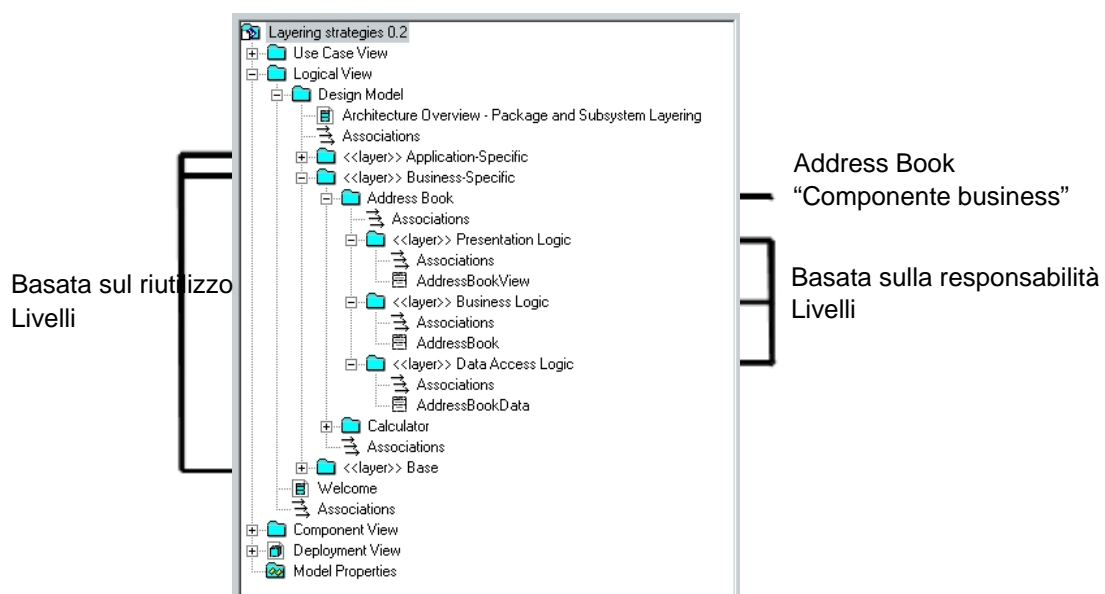 Layering strategies 0.2
Use Case View
Logical View
Design Model
Architecture Overview - Package and Subsystem Layering
Associations
<<layer>> Application-Specific
<<layer>> Business-Specific
Address Book
Associations
<<layer>> Presentation Logic
Associations
AddressBookView
<<layer>> Business Logic
Associations
AddressBook
<<layer>> Data Access Logic
Associations
AddressBookData
Calculator
Associations
<<layer>> Base
Welcome
Associations
Component View
Deployment View
Model Properties
Basata sul riutilizzo
Livelli
Address Book
“Componente business”
Basata sulla responsabilità
Livelli